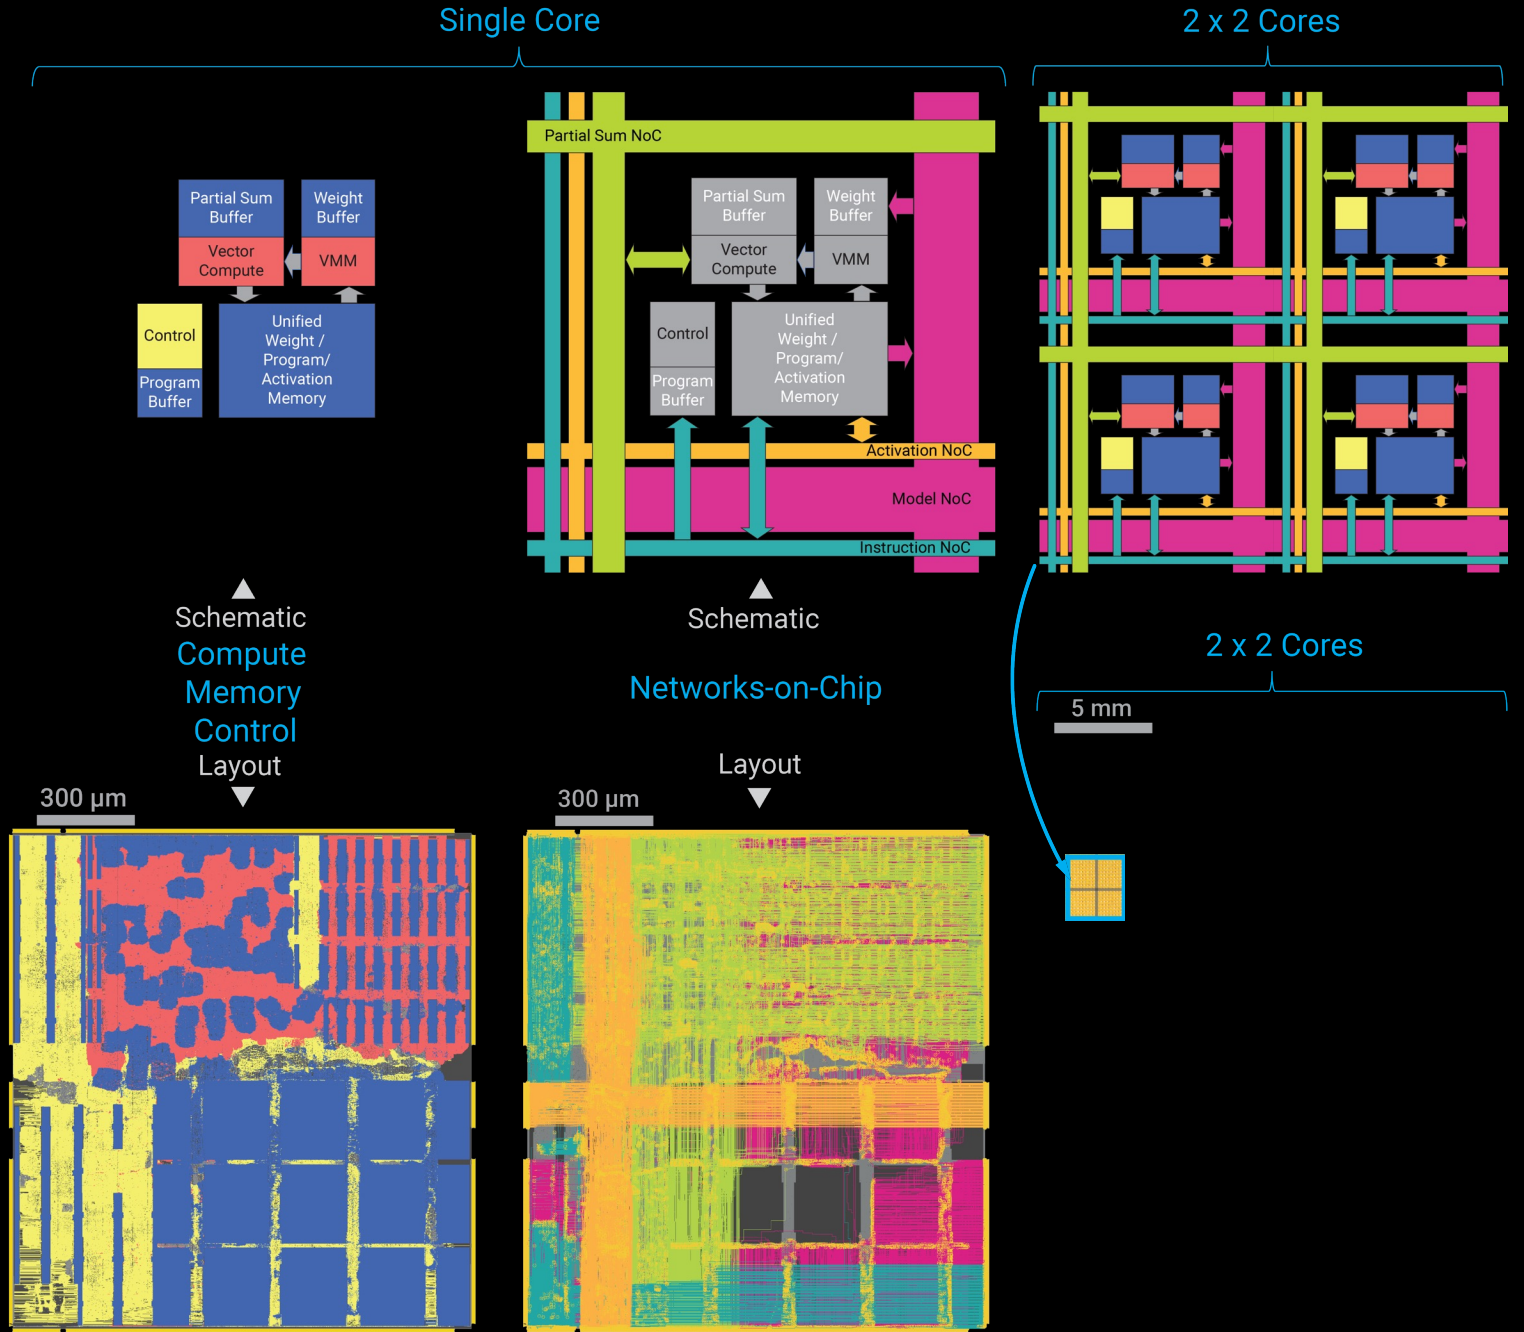 Single Core
2 x 2 Cores
Partial Sum
Buffer
Weight
Buffer
Vector
Compute
VMM
Control
Program
Buffer
Unified
Weight /
Program/
Activation
Memory
Partial Sum NoC
Partial Sum
Buffer
Weight
Buffer
Vector
Compute
VMM
Control
Program
Buffer
Unified
Weight /
Program/
Activation
Memory
Activation NoC
Model NoC
Instruction NoC
Schematic
Compute
Memory
Control
Layout
300 μm
Schematic
Networks-on-Chip
Layout
300 μm
2 x 2 Cores
5 mm